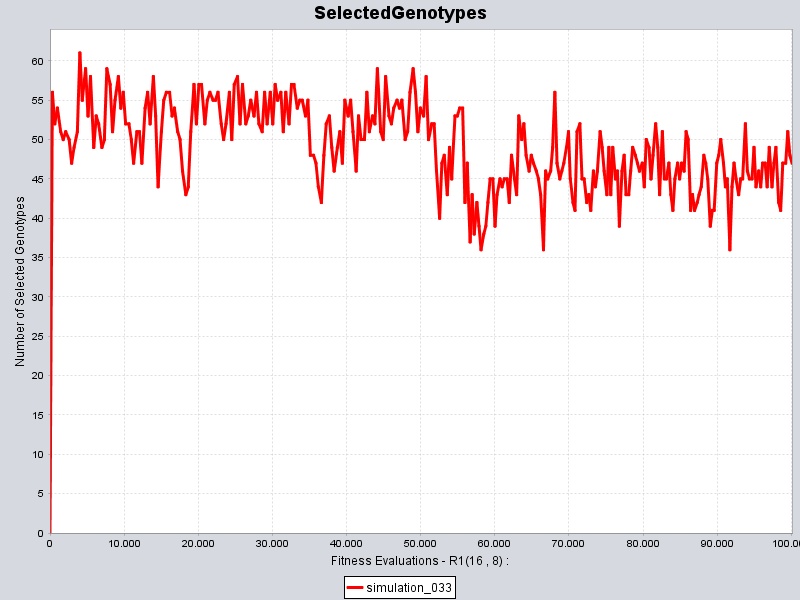 SelectedGenotypes
Number of Selected Genotypes
60
55
50
45
40
35
30
25
20
15
10
5
0
0 10.000 20.000 30.000 40.000 50.000 60.000 70.000 80.000 90.000 100.00
Fitness Evaluations - R1(16 , 8) :
simulation_033